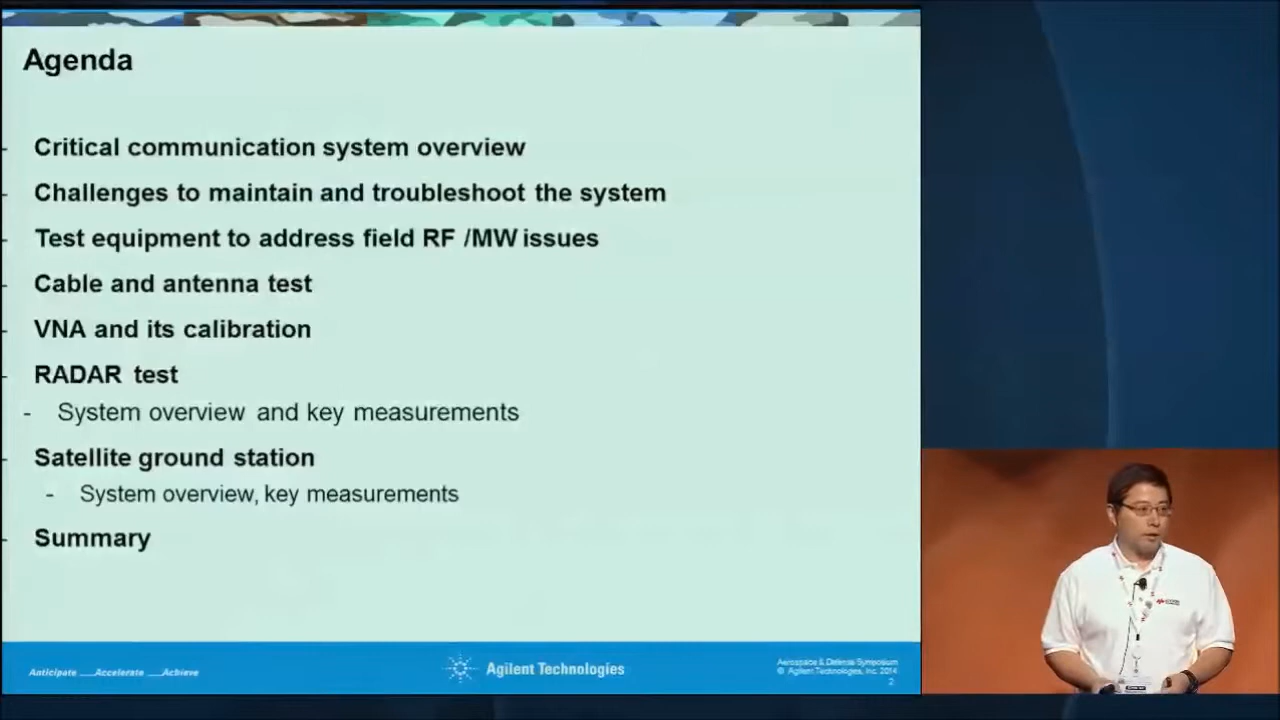 Agenda
- Critical communication system overview
- Challenges to maintain and troubleshoot the system
- Test equipment to address field RF /MW issues
- Cable and antenna test
- VNA and its calibration
- RADAR test
- System overview and key measurements
- Satellite ground station
- System overview, key measurements
- Summary
Anticipate ___Accelerate ___Achieve
Agilent Technologies
Aerospace & Defense Symposium
© Agilent Technologies, Inc. 2014
2